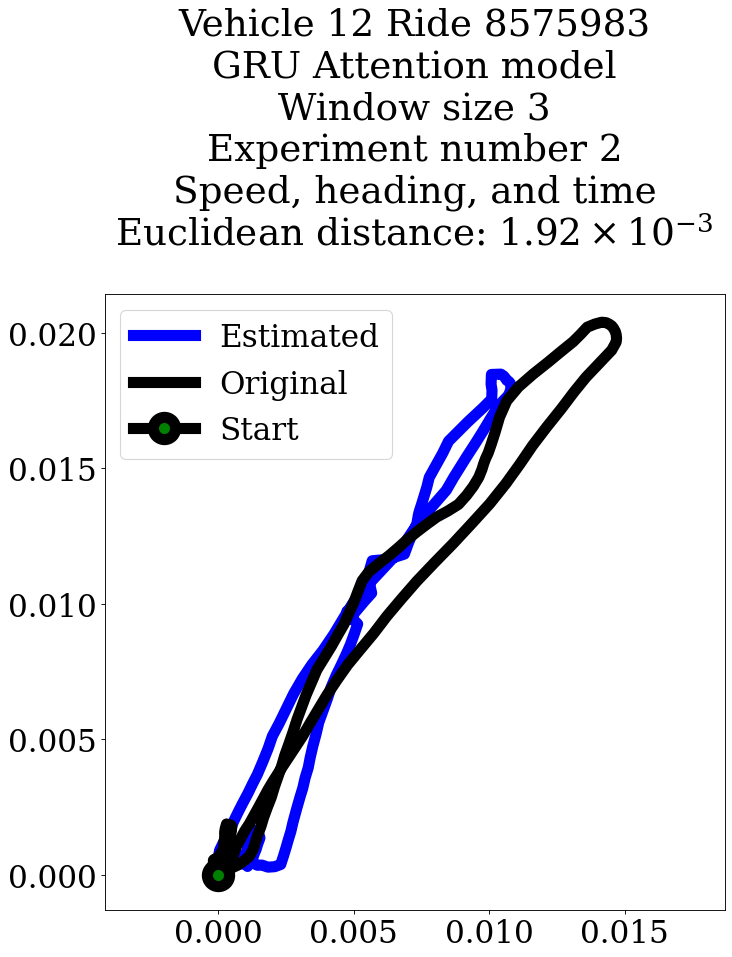 Vehicle 12 Ride 8575983
GRU Attention model
Window size 3
Experiment number 2
Speed, heading, and time
Euclidean distance: 1.92 × 10⁻³
Estimated
Original
Start
0.020
0.015
0.010
0.005
0.000
0.000 0.005 0.010 0.015